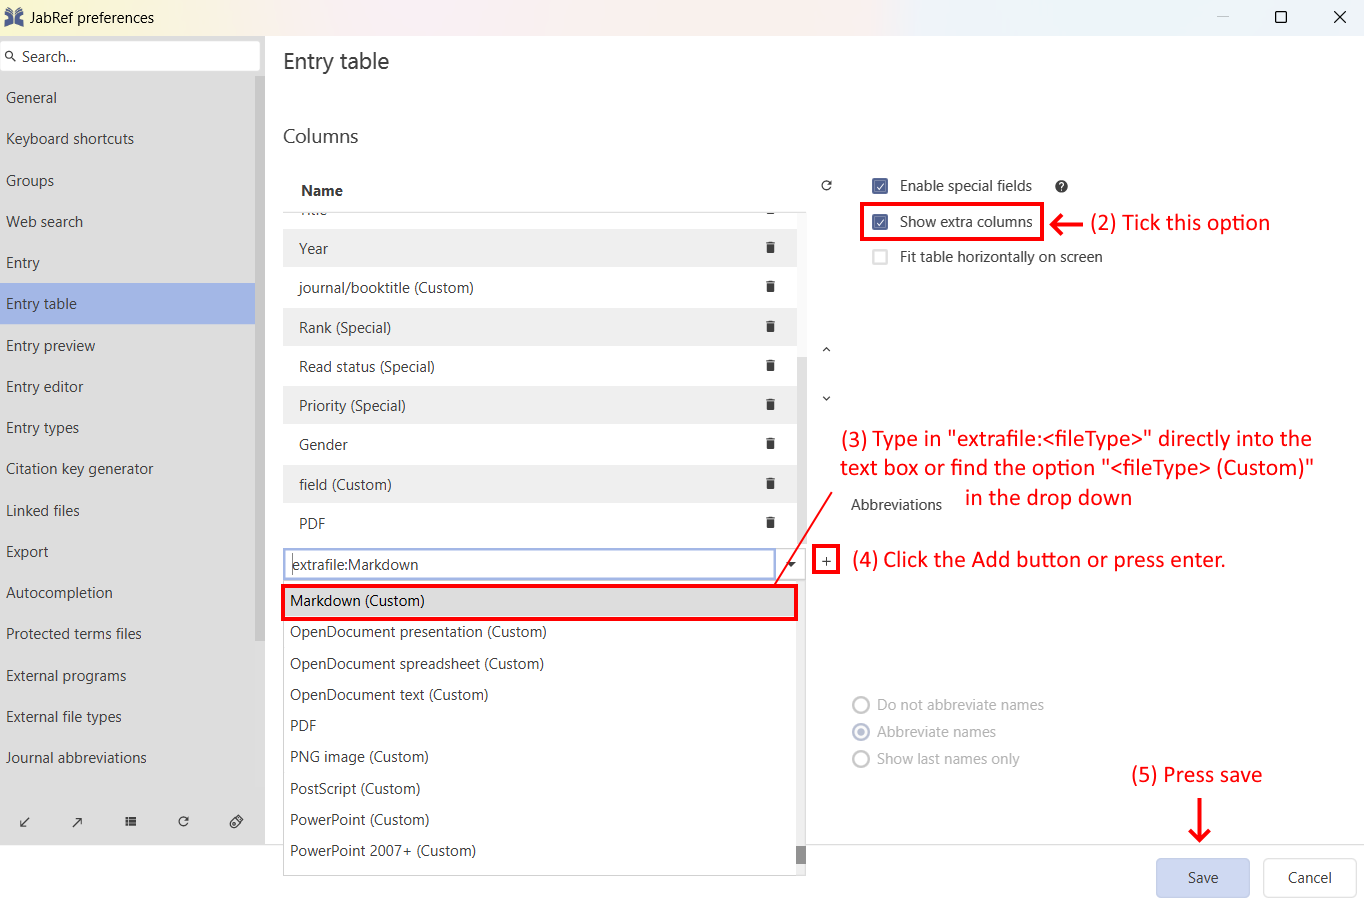 JabRef preferences
Search...
General
Keyboard shortcuts
Groups
Web search
Entry
Entry table
Entry preview
Entry editor
Entry types
Citation key generator
Linked files
Export
Autocompletion
Protected terms files
External programs
External file types
Journal abbreviations
Entry table
Columns
Name
Title
Year
journal/booktitle (Custom)
Rank (Special)
Read status (Special)
Priority (Special)
Gender
field (Custom)
PDF
extrafile:Markdown
Markdown (Custom)
OpenDocument presentation (Custom)
OpenDocument spreadsheet (Custom)
OpenDocument text (Custom)
PDF
PNG image (Custom)
PostScript (Custom)
PowerPoint (Custom)
PowerPoint 2007+ (Custom)
Enable special fields
Show extra columns
(2) Tick this option
Fit table horizontally on screen
(3) Type in "extrafile:<fileType>" directly into the
text box or find the option "<fileType> (Custom)"
in the drop down
Abbreviations
(4) Click the Add button or press enter.
Do not abbreviate names
Abbreviate names
Show last names only
(5) Press save
Save
Cancel